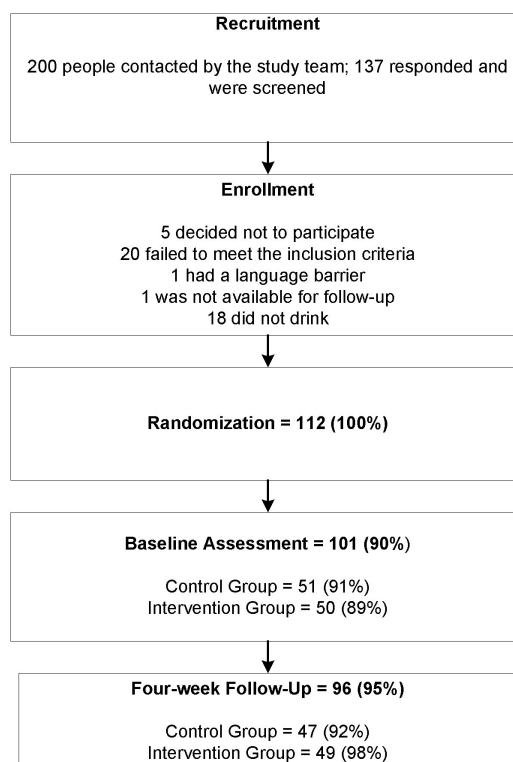 Recruitment
200 people contacted by the study team; 137 responded and
were screened
Enrollment
5 decided not to participate
20 failed to meet the inclusion criteria
1 had a language barrier
1 was not available for follow-up
18 did not drink
Randomization = 112 (100%)
Baseline Assessment = 101 (90%)
Control Group = 51 (91%)
Intervention Group = 50 (89%)
Four-week Follow-Up = 96 (95%)
Control Group = 47 (92%)
Intervention Group = 49 (98%)